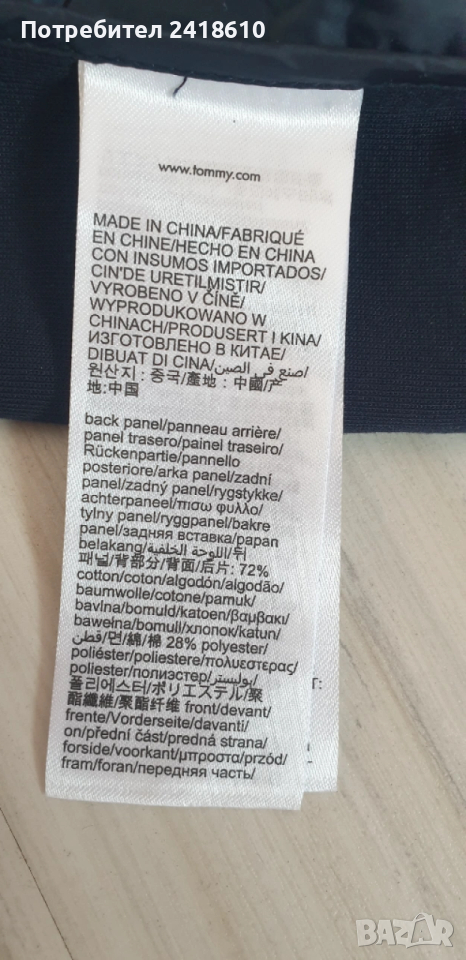 Потребител 2418610
www.tommy.com
MADE IN CHINA/FABRIQUÉ
EN CHINE/HECHO EN CHINA
CON INSUMOS IMPORTADOS/
CIN'DE URETILMISTIR/
VYROBENO V ČÍNĚ/
WYPRODUKOWANO W
CHINACH/PRODUSERT I KINA/
ИЗГОТОВЛЕНО В КИТАЕ/
DIBUAT DI CINA/صنع في الصين/
원산지 : 중국/產地 : 中國/产
地:中国
back panel/panneau arrière/
panel trasero/painel traseiro/
Rückenpartie/pannello
posteriore/arka panel/zadní
panel/zadný panel/rygstykke/
achterpaneel/πισω φυλλο/
tylny panel/ryggpanel/bakre
panel/задняя вставка/papan
belakang/اللوحة الخلفية/뒤
패널/背部分/背面/后片: 72%
cotton/coton/algodón/algodão/
baumwolle/cotone/pamuk/
bavlna/bomuld/katoen/βαμβακι/
bawełna/bomull/хлопок/katun/
قطن/면/綿/棉 28% polyester/
poliéster/poliestere/πολυεστερας/
poliester/полиэстер/بوليستر/
폴리에스터/ポリエステル/聚
酯纖維/聚酯纤维 front/devant/
frente/Vorderseite/davanti/
on/přední část/predná strana/
forside/voorkant/μπροστα/przód/
fram/foran/передняя часть/
T:
BAZAR